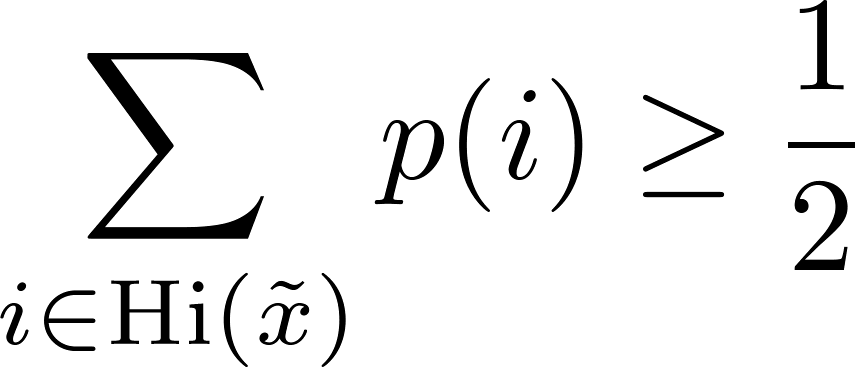 \sum_{i \in \mathrm{Hi}(\tilde{x})} p(i) \geq \frac{1}{2}